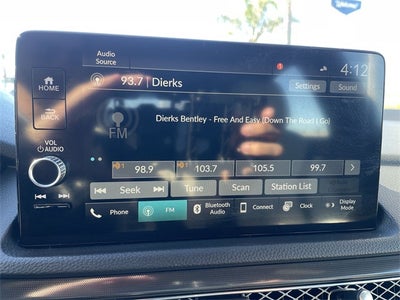 Audio
Source
4:12
HOME
93.7 | Dierks
Settings
Sound
BACK
FM
Dierks Bentley - Free And Easy (Down The Road I Go)
VOL
AUDIO
1 98.9
1 103.7
105.5
99.7
Seek
Tune
Scan
Station List
Phone
FM
Bluetooth
Audio
Connect
Clock
Display
Mode